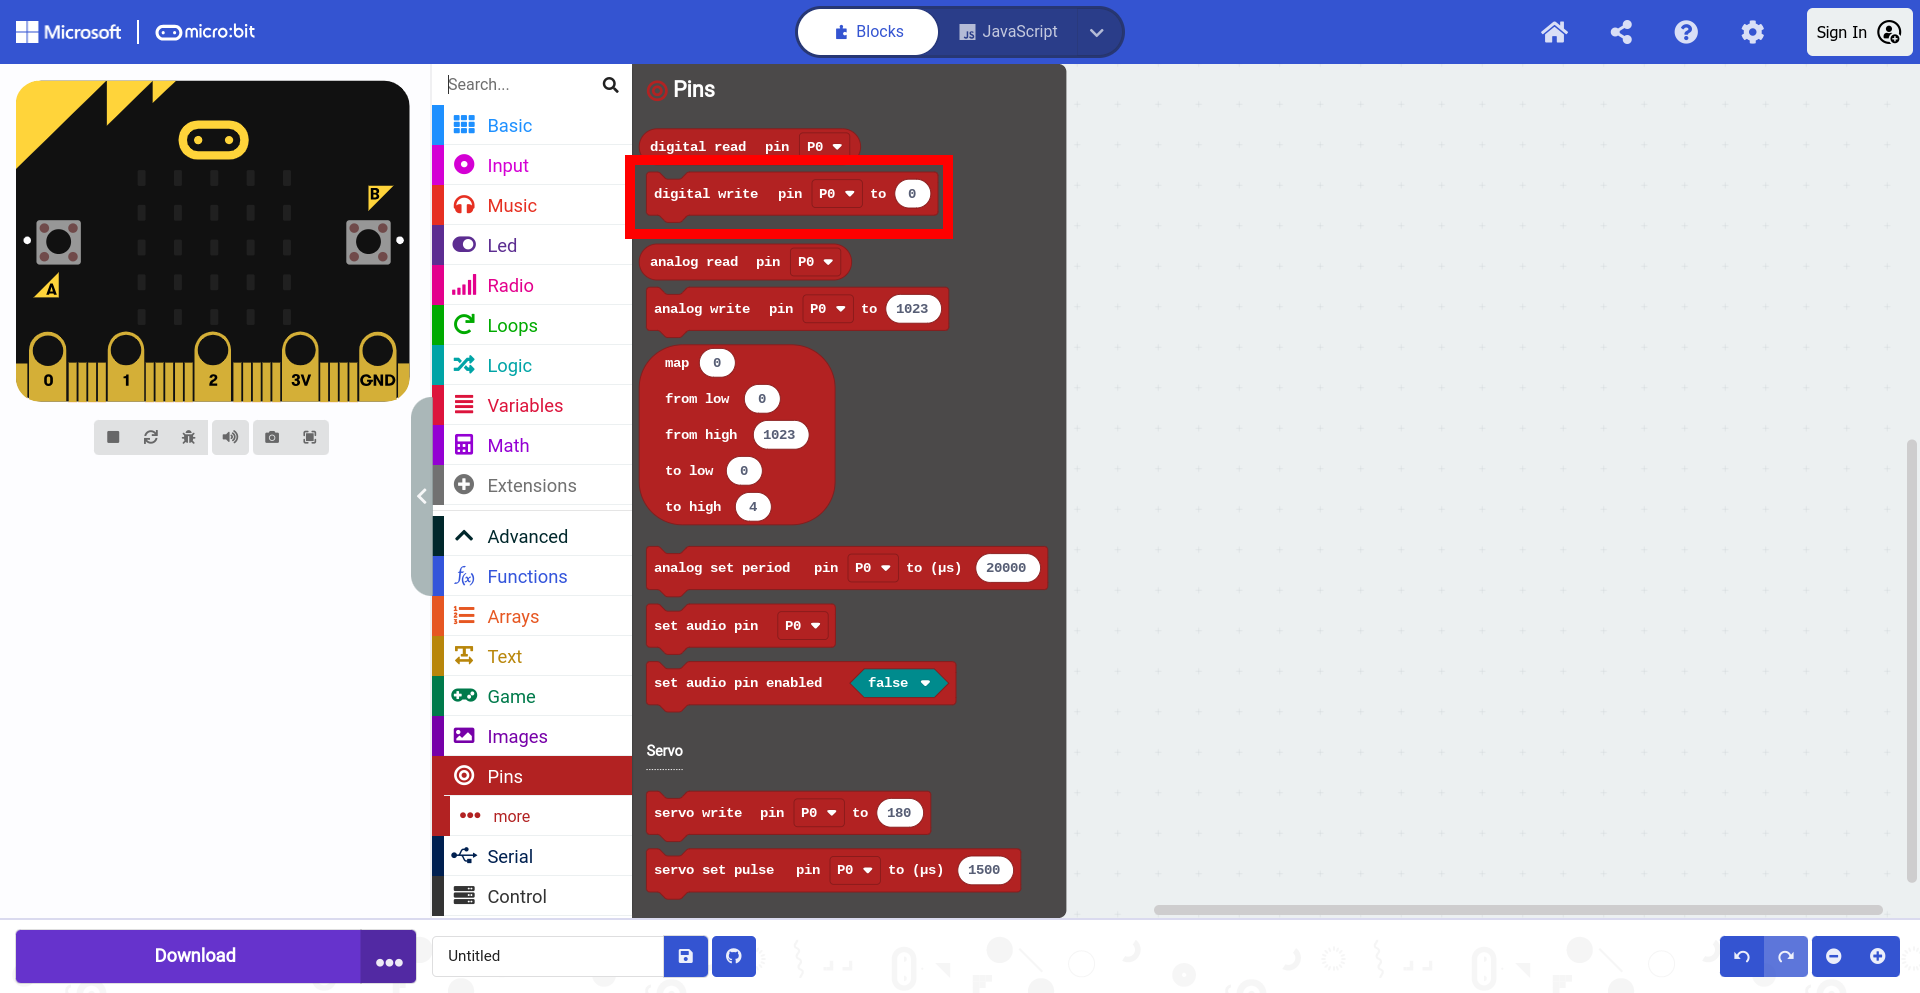 Microsoft micro:bit Blocks JavaScript Sign In
Search...
Basic
Input
Music
Led
Radio
Loops
Logic
Variables
Math
Extensions
Advanced
Functions
Arrays
Text
Game
Images
Pins
more
Serial
Control
Pins
digital read pin P0
digital write pin P0 to 0
analog read pin P0
analog write pin P0 to 1023
map 0
from low 0
from high 1023
to low 0
to high 4
analog set period pin P0 to (µs) 20000
set audio pin P0
set audio pin enabled false
Servo
servo write pin P0 to 180
servo set pulse pin P0 to (µs) 1500
B
A
0 1 2 3V GND
Download ... Untitled